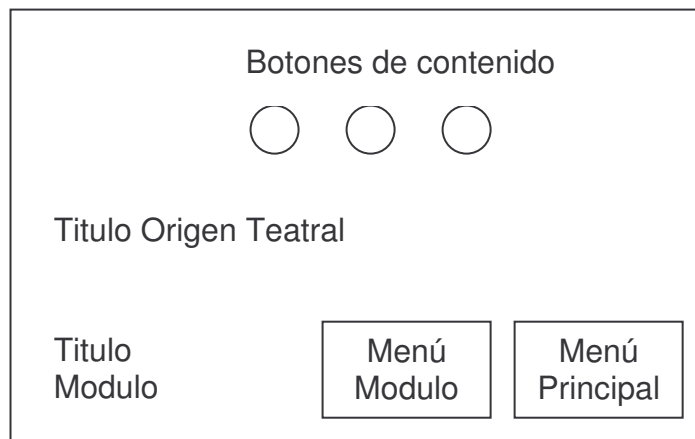 Botones de contenido
Titulo Origen Teatral
Titulo
Modulo
Menú
Modulo
Menú
Principal